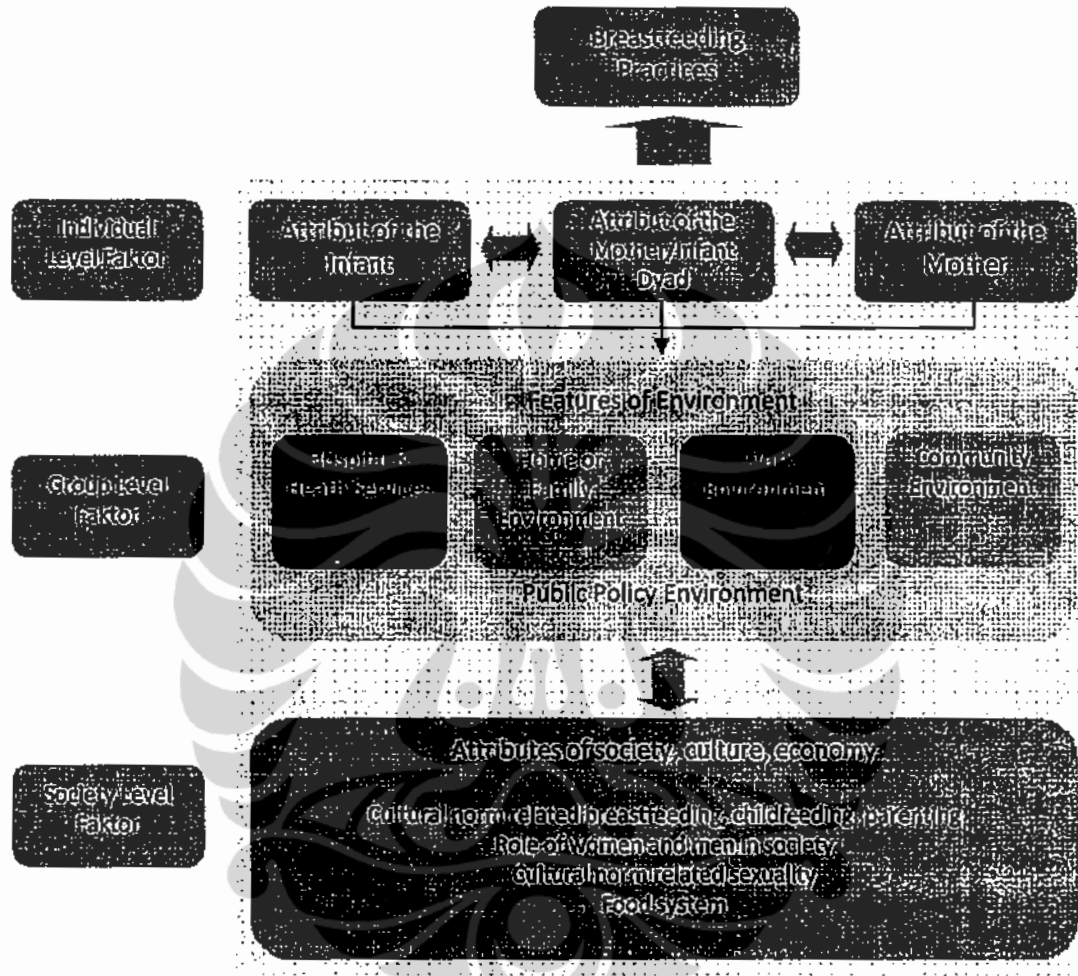 Breastfeeding
Practices
Individual
Level Faktor
Attribut of the
Infant
Attribut of the
Mother/Infant
Dyad
Attribut of the
Mother
Features of Environment
Group Level
Faktor
Hospital &
Health Services
Home or
Family
Environment
Work
Environment
Community
Environment
Public Policy Environment
Society Level
Faktor
Attributes of society, culture, economy
Cultural norm related breastfeeding, childfeeding, parenting
Role of Women and men in society
Cultural norm related sexuality
Food system